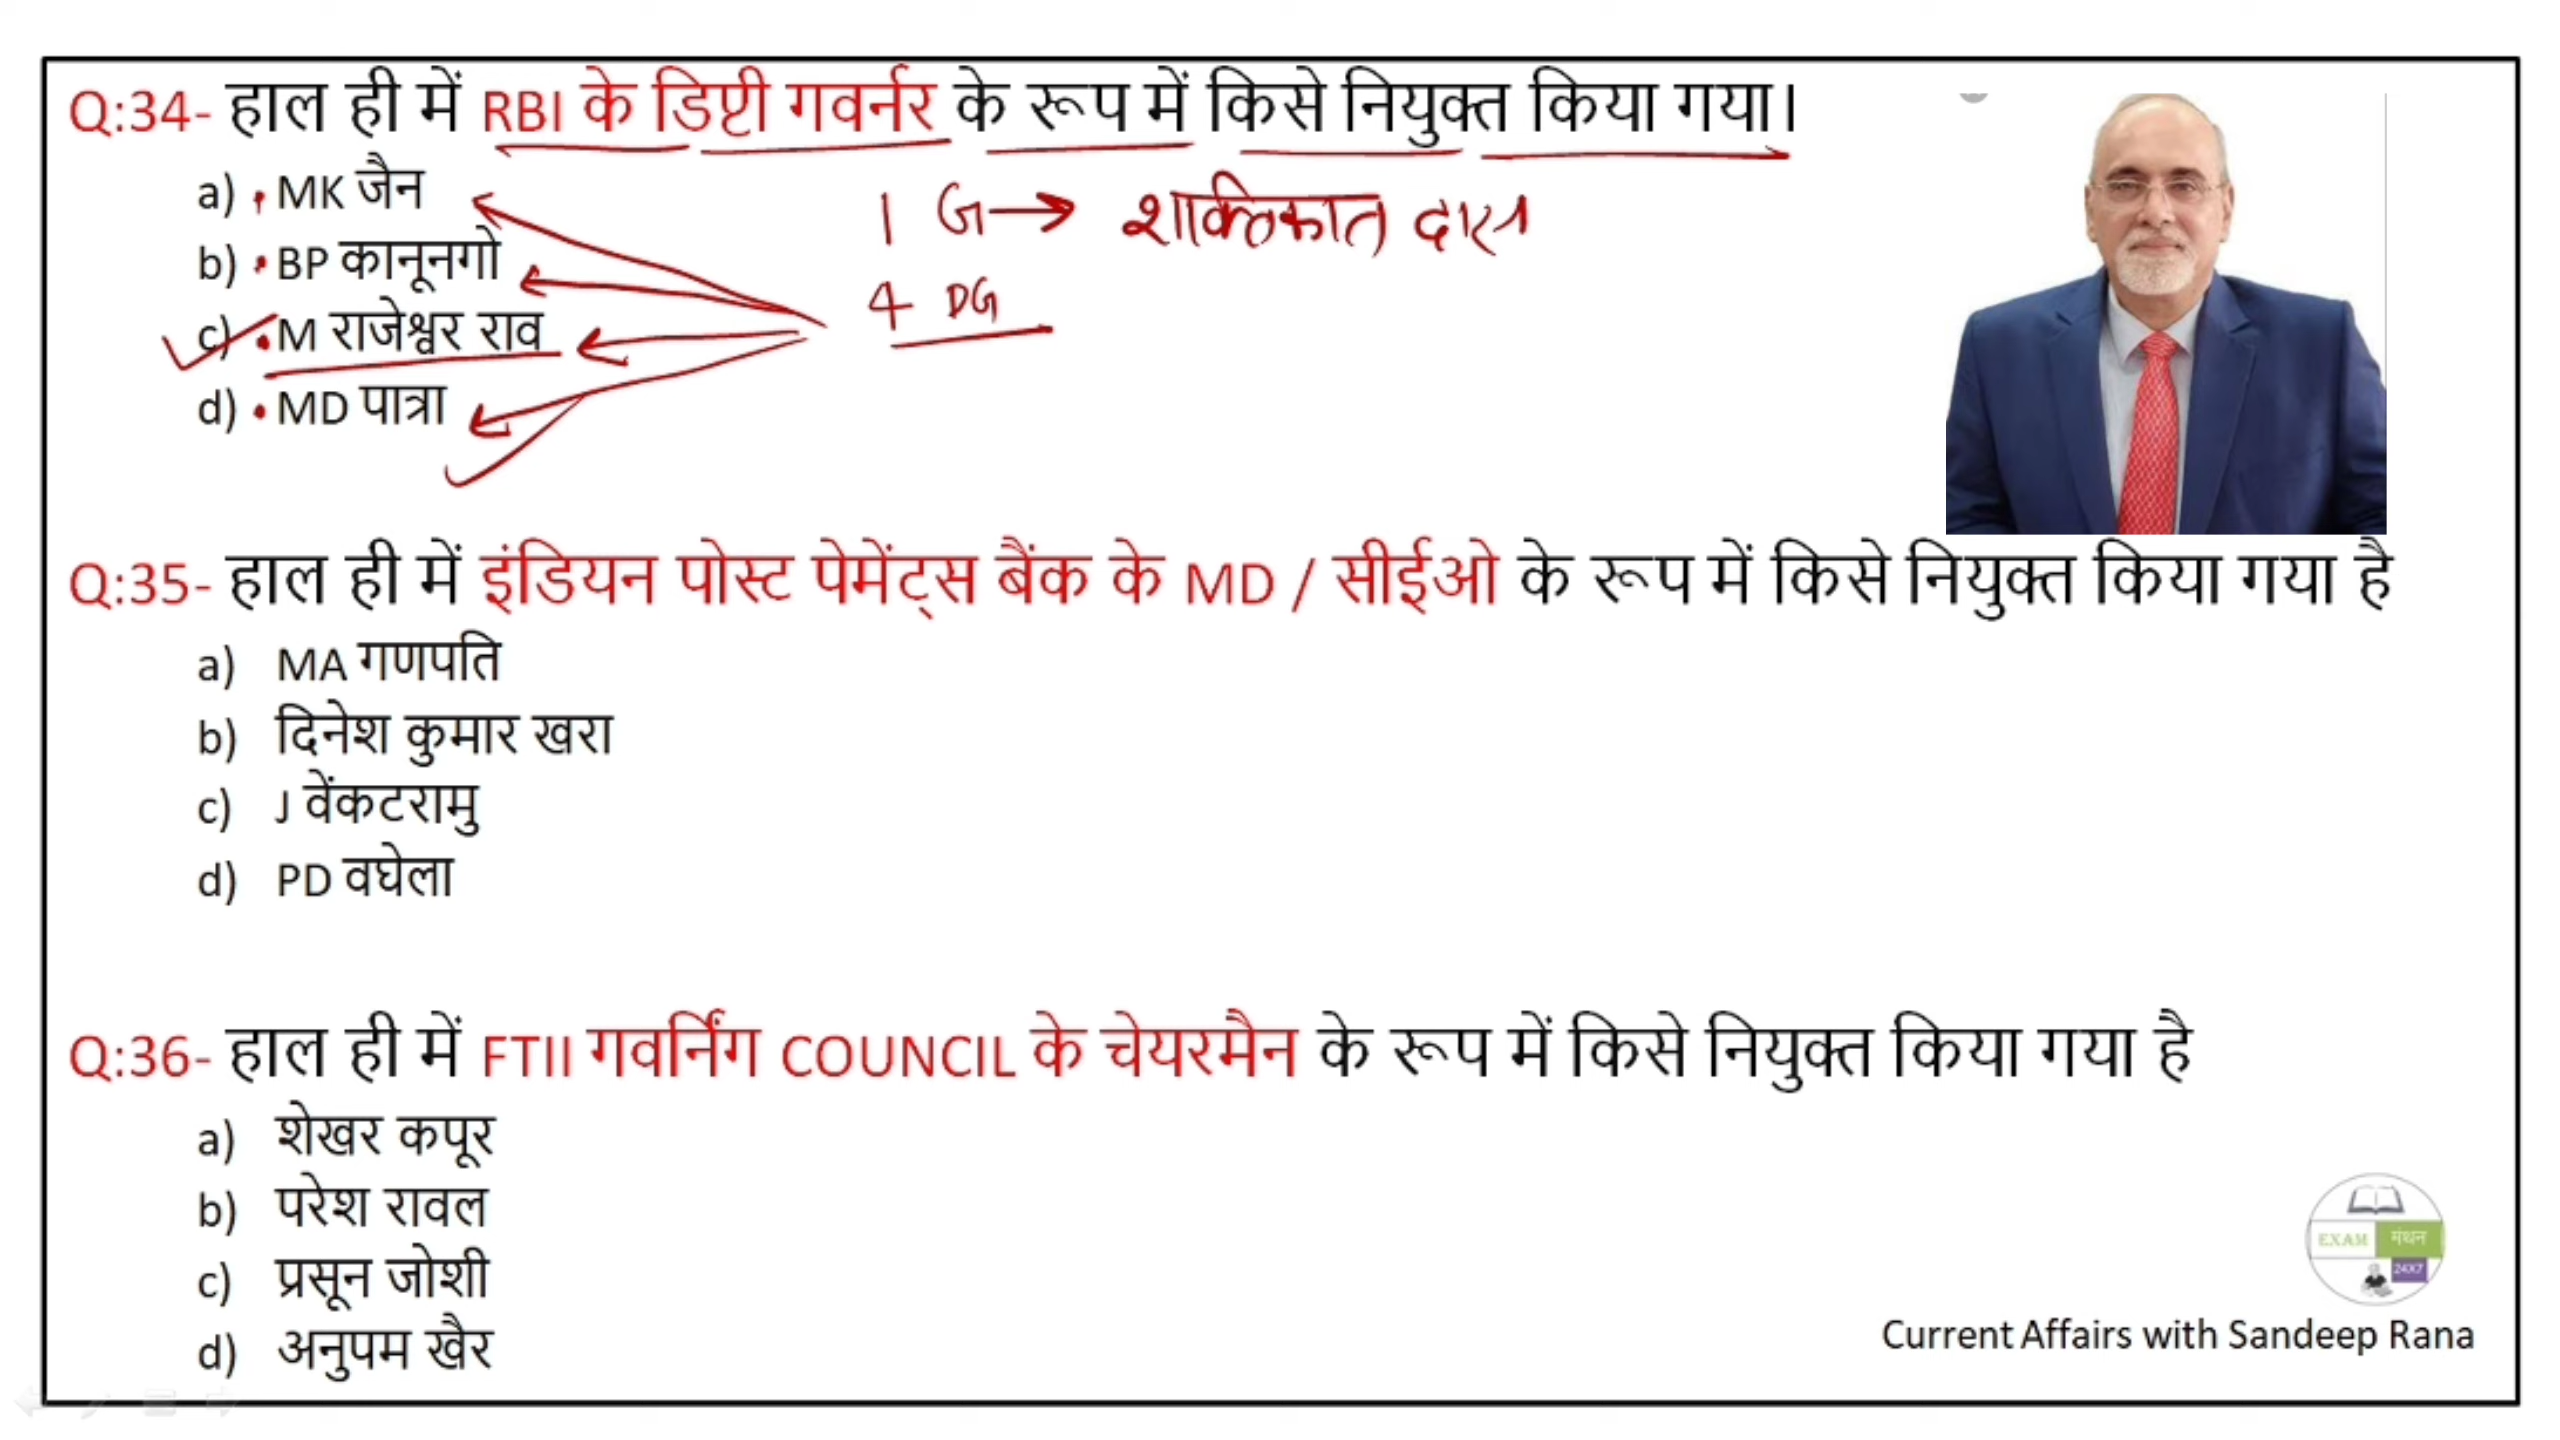 Q:34- हाल ही में RBI के डिप्टी गवर्नर के रूप में किसे नियुक्त किया गया।
a) MK जैन
1 G → शक्तिकांत दास
b) BP कानूनगो
4 DG
c) M राजेश्वर राव
d) MD पात्रा
Q:35- हाल ही में इंडियन पोस्ट पेमेंट्स बैंक के MD / सीईओ के रूप में किसे नियुक्त किया गया है
a) MA गणपति
b) दिनेश कुमार खरा
c) J वेंकटरामु
d) PD वघेला
Q:36- हाल ही में FTII गवर्निंग COUNCIL के चेयरमैन के रूप में किसे नियुक्त किया गया है
a) शेखर कपूर
b) परेश रावल
c) प्रसून जोशी
d) अनुपम खैर
EXAM मंथन
24X7
Current Affairs with Sandeep Rana